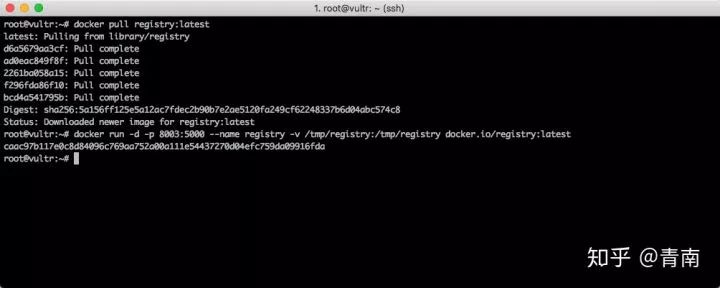 1. root@vultr: ~ (ssh)
root@vultr:~# docker pull registry:latest
latest: Pulling from library/registry
d6a5679aa3cf: Pull complete
ad0eac849f8f: Pull complete
2261ba058a15: Pull complete
f296fda86f10: Pull complete
bcd4a541795b: Pull complete
Digest: sha256:5a156ff125e5a12ac7fdec2b90b7e2ae5120fa249cf62248337b6d04abc574c8
Status: Downloaded newer image for registry:latest
root@vultr:~# docker run -d -p 8003:5000 --name registry -v /tmp/registry:/tmp/registry docker.io/registry:latest
caac97b117e0c8d84096c769aa752a00a111e54437270d04efc759da09916fda
root@vultr:~#
知乎 @青南